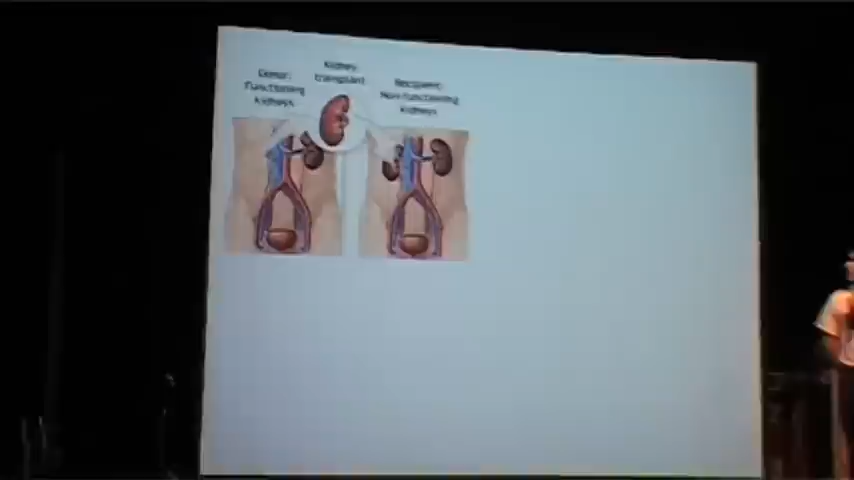 Donor:
Functioning
Kidneys
Kidney
transplant
Recipient:
Non-functioning
Kidneys